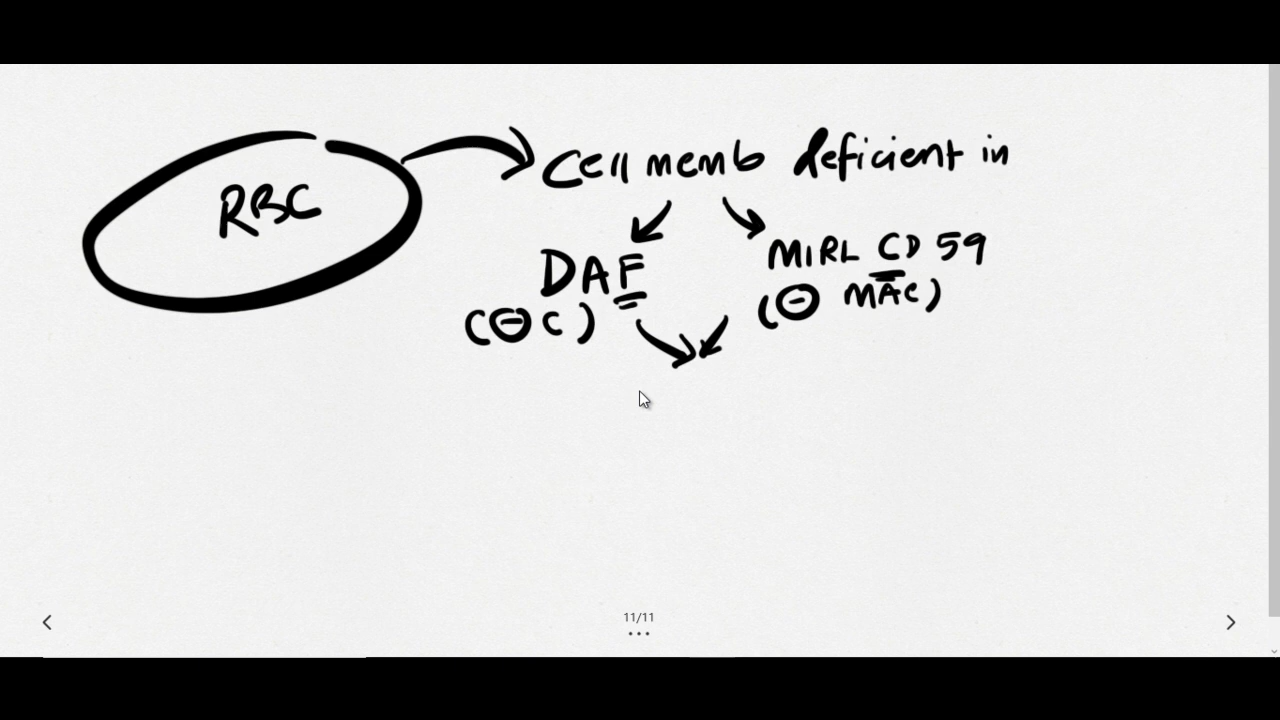 RBC
Cell memb deficient in
DAF
(⊖ C)
MIRL CD 59
(⊖ MAC)
11/11